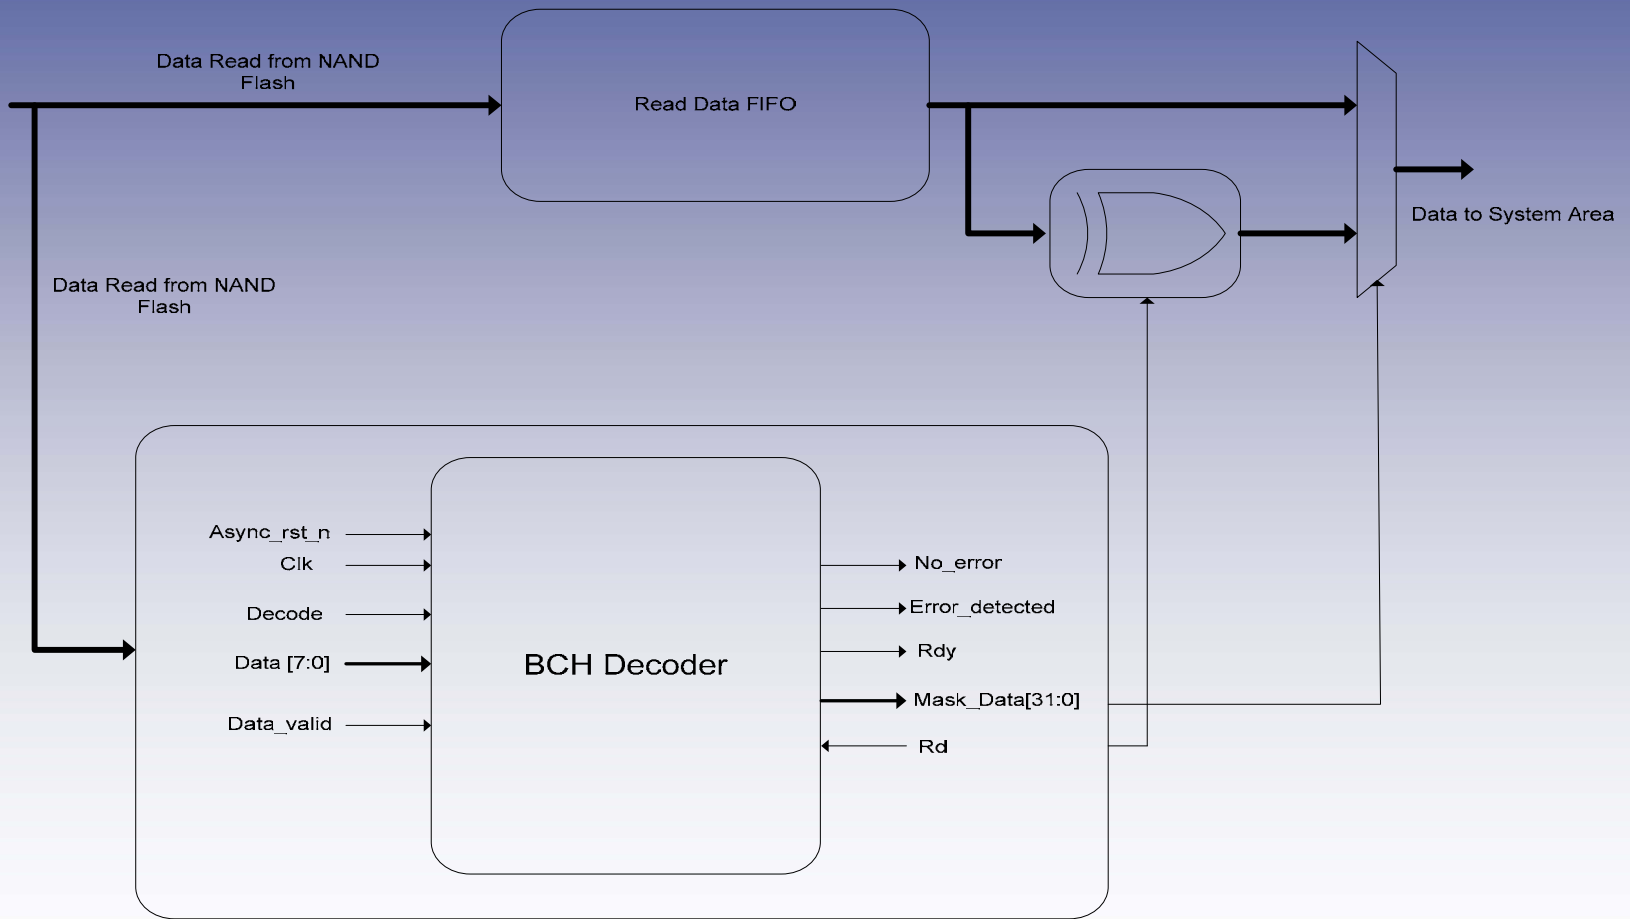 Data Read from NAND
Flash
Read Data FIFO
Data to System Area
Data Read from NAND
Flash
Async_rst_n
Clk
Decode
Data [7:0]
Data_valid
BCH Decoder
No_error
Error_detected
Rdy
Mask_Data[31:0]
Rd